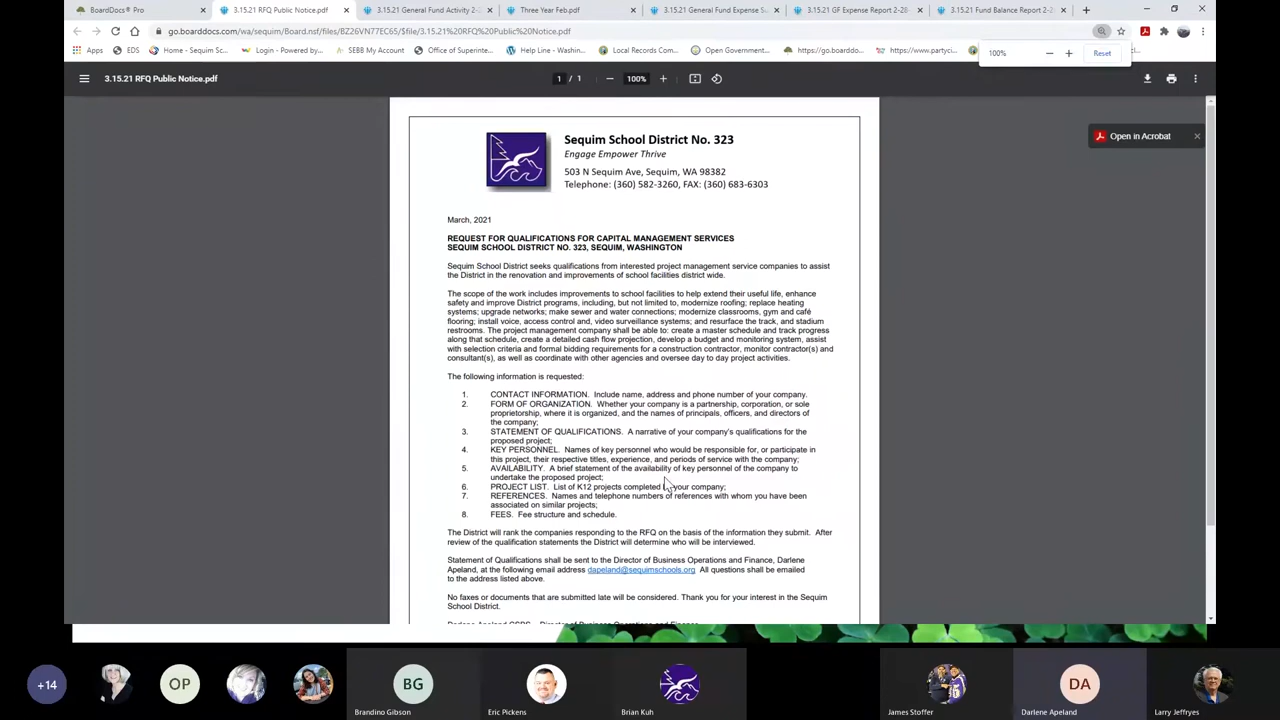 BoardDocs® Pro
3.15.21 RFQ Public Notice.pdf
3.15.21 General Fund Activity 2-
Three Year Feb.pdf
3.15.21 General Fund Expense S
3.15.21 GF Expense Report 2-28-
3.15.21 Fund Balance Report 2-2
go.boarddocs.com/wa/sequim/Board.nsf/files/BZ26VN77EC65/$file/3.15.21%20RFQ%20Public%20Notice.pdf
Apps
EDS
Home - Sequim Sc...
Login - Powered by...
SEBB My Account
Office of Superinte...
Help Line - Washin...
Local Records Com...
Open Government...
https://go.boarddo...
https://www.partyci...
100%
Reset
3.15.21 RFQ Public Notice.pdf
1 / 1
100%
Open in Acrobat
Sequim School District No. 323
Engage Empower Thrive
503 N Sequim Ave, Sequim, WA 98382
Telephone: (360) 582-3260, FAX: (360) 683-6303
March, 2021
REQUEST FOR QUALIFICATIONS FOR CAPITAL MANAGEMENT SERVICES
SEQUIM SCHOOL DISTRICT NO. 323, SEQUIM, WASHINGTON
Sequim School District seeks qualifications from interested project management service companies to assist
the District in the renovation and improvements of school facilities district wide.
The scope of the work includes improvements to school facilities to help extend their useful life, enhance
safety and improve District programs, including, but not limited to, modernize roofing; replace heating
systems; upgrade networks; make sewer and water connections; modernize classrooms, gym and café
flooring; install voice, access control and, video surveillance systems; and resurface the track, and stadium
restrooms. The project management company shall be able to: create a master schedule and track progress
along that schedule, create a detailed cash flow projection, develop a budget and monitoring system, assist
with selection criteria and formal bidding requirements for a construction contractor, monitor contractor(s) and
consultant(s), as well as coordinate with other agencies and oversee day to day project activities.
The following information is requested:
1. CONTACT INFORMATION. Include name, address and phone number of your company.
2. FORM OF ORGANIZATION. Whether your company is a partnership, corporation, or sole
proprietorship, where it is organized, and the names of principals, officers, and directors of
the company;
3. STATEMENT OF QUALIFICATIONS. A narrative of your company's qualifications for the
proposed project;
4. KEY PERSONNEL. Names of key personnel who would be responsible for, or participate in
this project, their respective titles, experience, and periods of service with the company;
5. AVAILABILITY. A brief statement of the availability of key personnel of the company to
undertake the proposed project;
6. PROJECT LIST. List of K12 projects completed by your company;
7. REFERENCES. Names and telephone numbers of references with whom you have been
associated on similar projects;
8. FEES. Fee structure and schedule.
The District will rank the companies responding to the RFQ on the basis of the information they submit. After
review of the qualification statements the District will determine who will be interviewed.
Statement of Qualifications shall be sent to the Director of Business Operations and Finance, Darlene
Apeland, at the following email address dapeland@sequimschools.org All questions shall be emailed
to the address listed above.
No faxes or documents that are submitted late will be considered. Thank you for your interest in the Sequim
School District.
+14
OP
BG
Brandino Gibson
Eric Pickens
Brian Kuh
James Stoffer
DA
Darlene Apeland
Larry Jeffryes